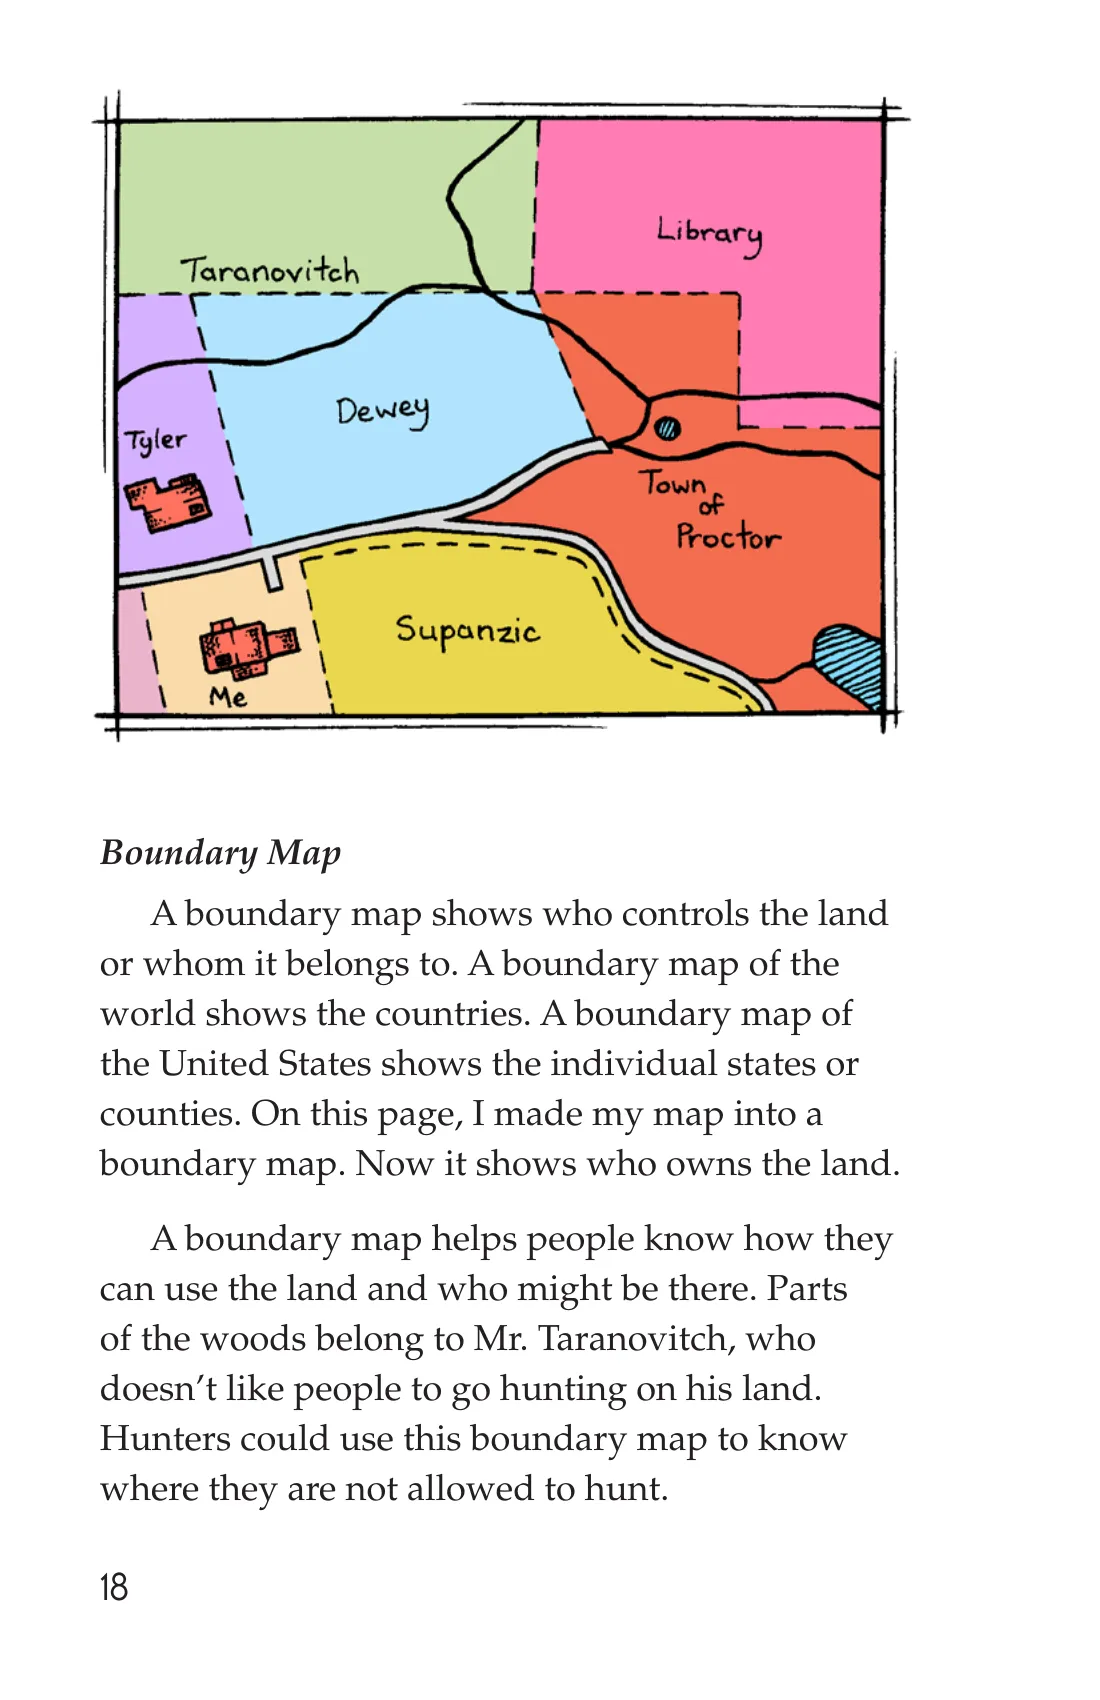 Library
Taranovitch
Dewey
Tyler
Town
of
Proctor
Supanzic
Me
Boundary Map
A boundary map shows who controls the land
or whom it belongs to. A boundary map of the
world shows the countries. A boundary map of
the United States shows the individual states or
counties. On this page, I made my map into a
boundary map. Now it shows who owns the land.
A boundary map helps people know how they
can use the land and who might be there. Parts
of the woods belong to Mr. Taranovitch, who
doesn’t like people to go hunting on his land.
Hunters could use this boundary map to know
where they are not allowed to hunt.
18